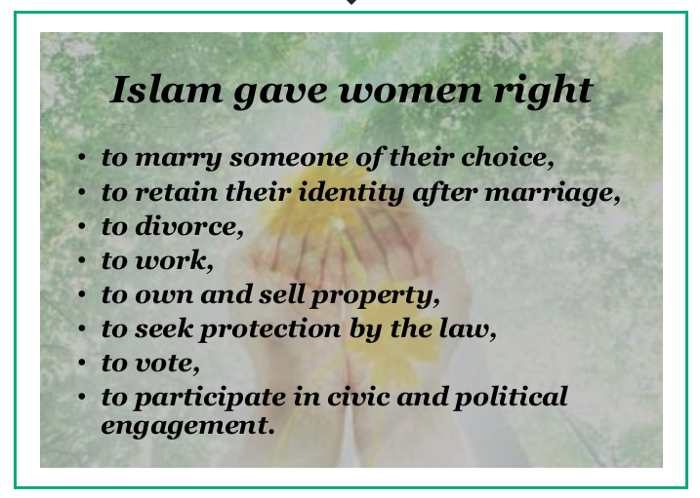 Islam gave women right
• to marry someone of their choice,
• to retain their identity after marriage,
• to divorce,
• to work,
• to own and sell property,
• to seek protection by the law,
• to vote,
• to participate in civic and political
engagement.